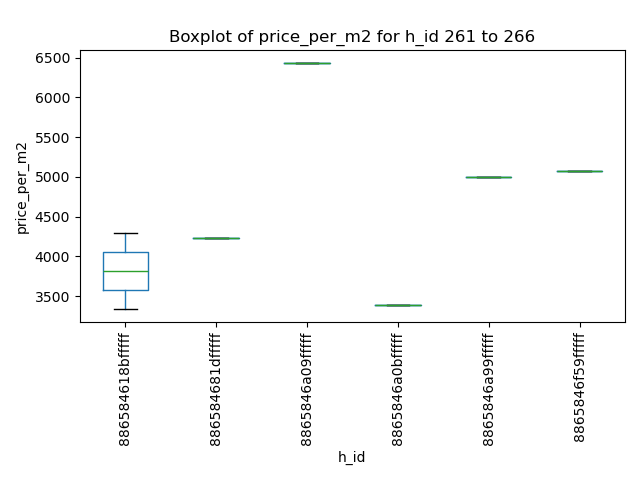 Boxplot of price_per_m2 for h_id 261 to 266
6500
6000
5500
5000
4500
4000
3500
price_per_m2
886584618bfffff
886584681dfffff
8865846a09fffff
8865846a0bfffff
8865846a99fffff
8865846f59fffff
h_id